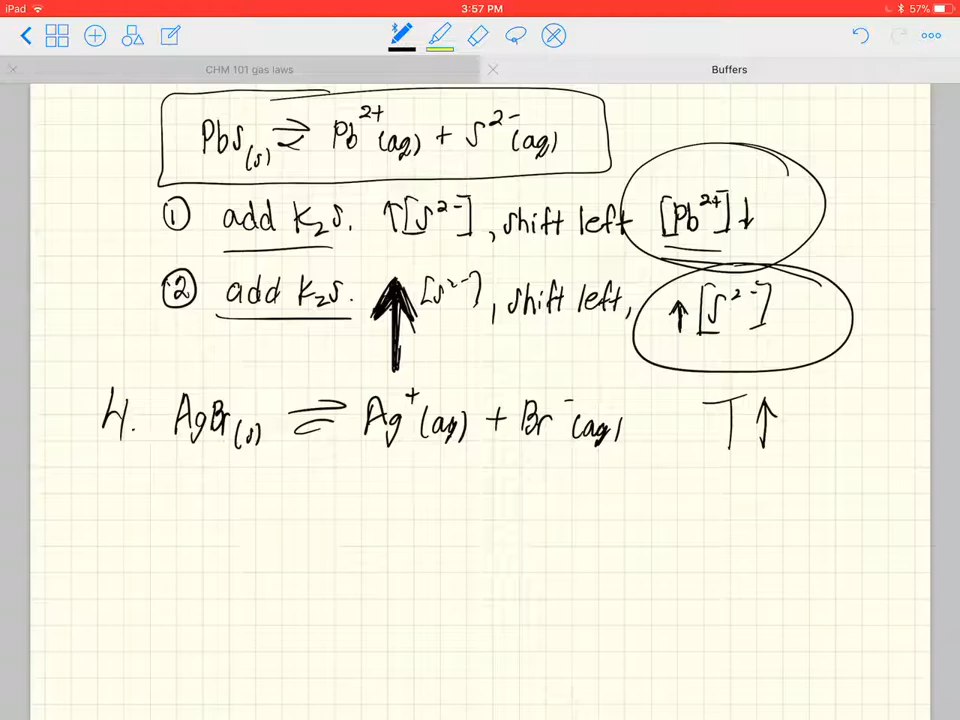 iPad 3:57 PM 57%
CHM 101 gas laws Buffers
PbS(s) ⇌ Pb²⁺(aq) + S²⁻(aq)
① add K₂S. ↑[S²⁻], shift left [Pb²⁺]↓
② add K₂S. ↑ [S²⁻], shift left, ↑[S²⁻]
4. AgBr(s) ⇌ Ag⁺(aq) + Br⁻(aq) T↑